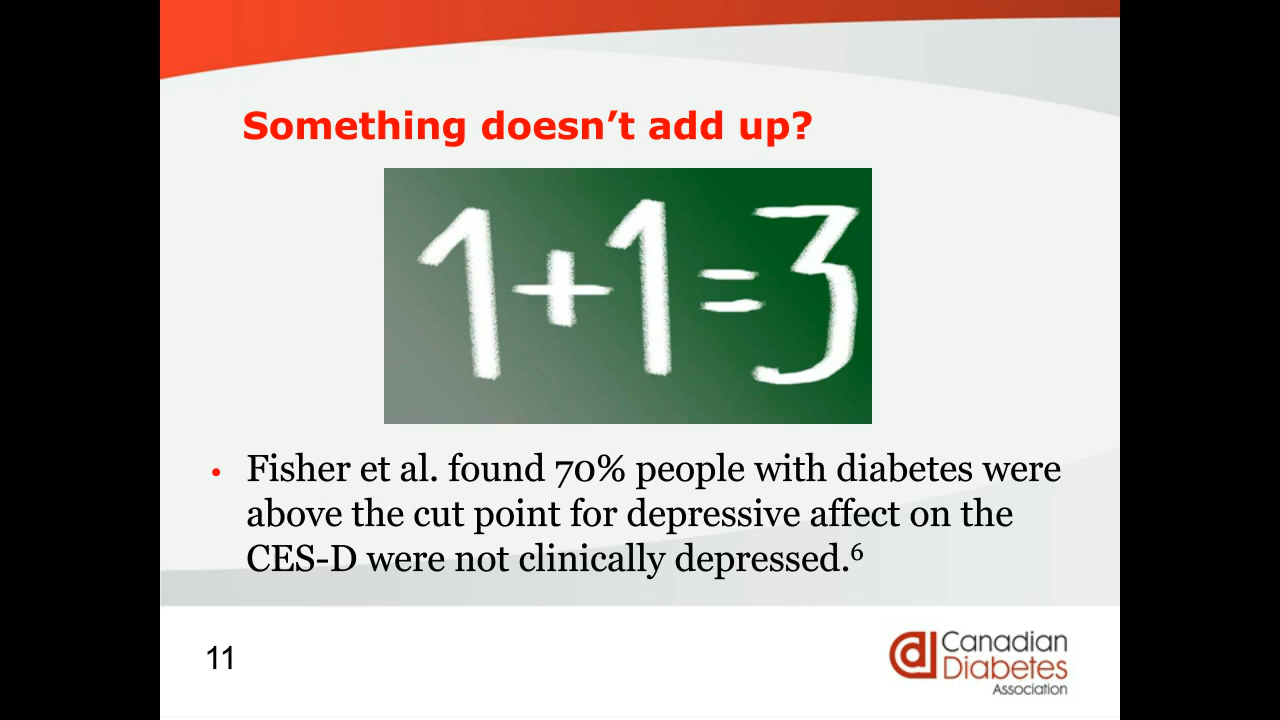 Something doesn’t add up?
1+1=3
• Fisher et al. found 70% people with diabetes were
above the cut point for depressive affect on the
CES-D were not clinically depressed.⁶
11
Canadian
Diabetes
Association